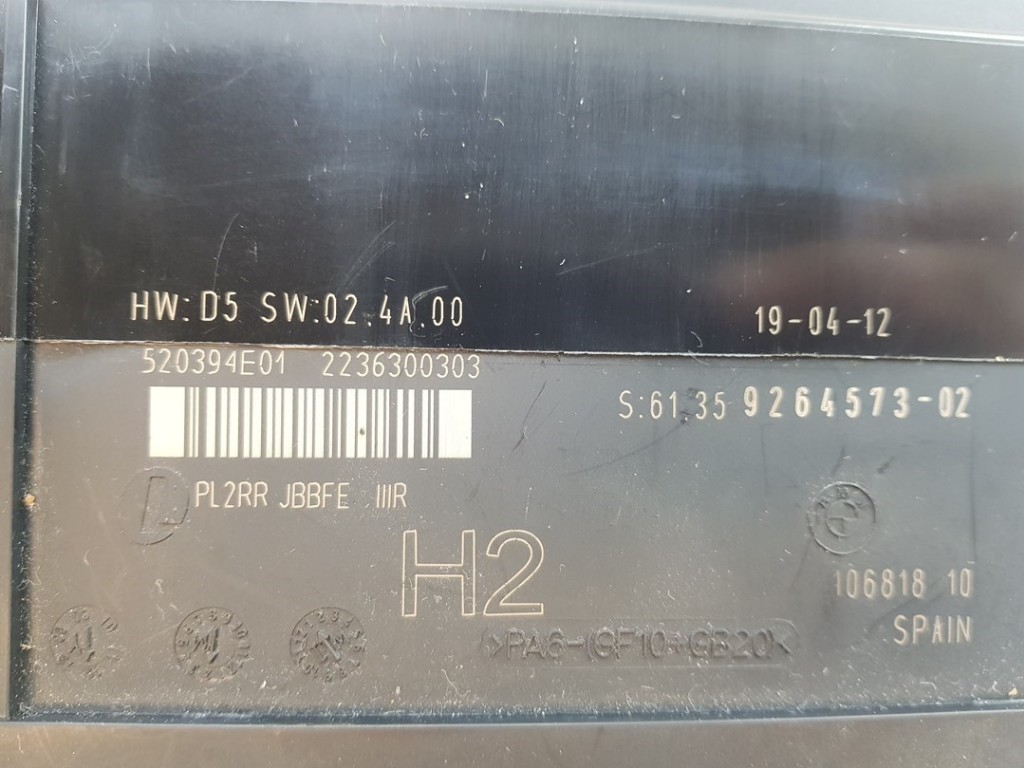 HW:D5 SW:02.4A.00
19-04-12
520394E01 2236300303
S:61.35 9264573-02
PL2RR JBBFE IIIR
H2
106818 10
SPAIN
>PA6-(GF10+GB20)<